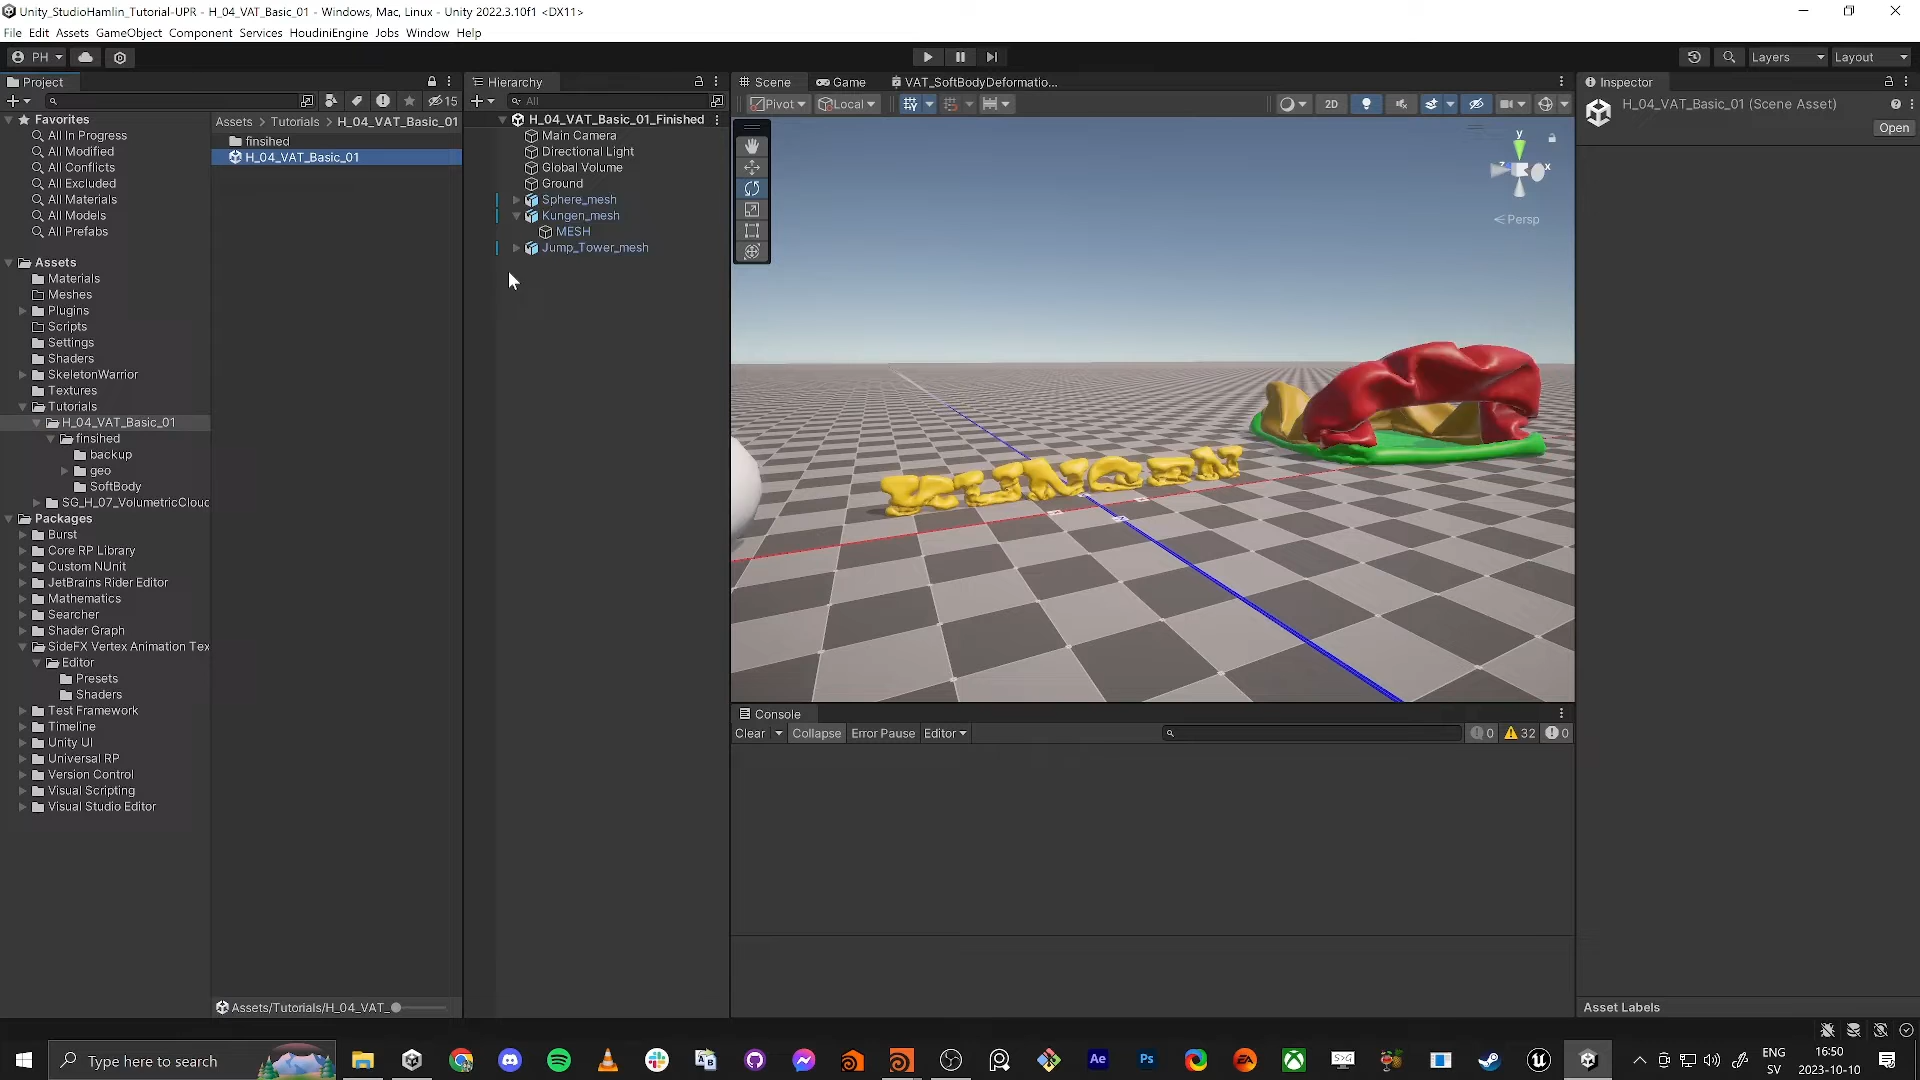 Unity_StudioHamlin_Tutorial-UPR - H_04_VAT_Basic_01 - Windows, Mac, Linux - Unity 2022.3.10f1 <DX11>
File Edit Assets GameObject Component Services HoudiniEngine Jobs Window Help
PH
Layers
Layout
Project
15
Favorites
All In Progress
All Modified
All Conflicts
All Excluded
All Materials
All Models
All Prefabs
Assets
Materials
Meshes
Plugins
Scripts
Settings
Shaders
SkeletonWarrior
Textures
Tutorials
H_04_VAT_Basic_01
finsihed
backup
geo
SoftBody
SG_H_07_VolumetricCloud
Packages
Burst
Core RP Library
Custom NUnit
JetBrains Rider Editor
Mathematics
Searcher
Shader Graph
SideFX Vertex Animation Tex
Editor
Presets
Shaders
Test Framework
Timeline
Unity UI
Universal RP
Version Control
Visual Scripting
Visual Studio Editor
Assets > Tutorials > H_04_VAT_Basic_01
finsihed
H_04_VAT_Basic_01
Assets/Tutorials/H_04_VAT_
Hierarchy
All
H_04_VAT_Basic_01_Finished
Main Camera
Directional Light
Global Volume
Ground
Sphere_mesh
Kungen_mesh
MESH
Jump_Tower_mesh
Scene Game VAT_SoftBodyDeformatio...
Pivot Local 2D
y
z x
< Persp
KUNGEN
Console
Clear Collapse Error Pause Editor 0 32 0
Inspector
H_04_VAT_Basic_01 (Scene Asset)
Open
Asset Labels
Type here to search
Ae
Ps
ENG
SV
16:50
2023-10-10